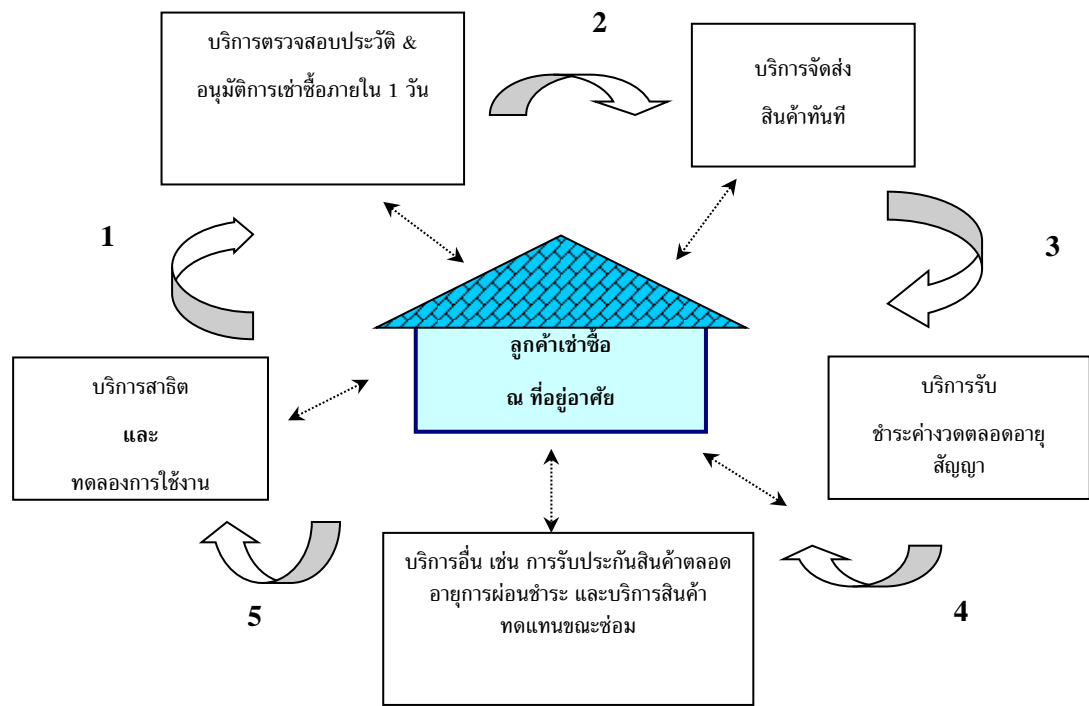 บริการตรวจสอบประวัติ &
อนุมัติการเช่าซื้อภายใน 1 วัน
2
บริการจัดส่ง
สินค้าทันที
1
3
ลูกค้าเช่าซื้อ
ณ ที่อยู่อาศัย
บริการสาธิต
และ
ทดลองการใช้งาน
บริการรับ
ชำระค่างวดตลอดอายุ
สัญญา
บริการอื่น เช่น การรับประกันสินค้าตลอด
อายุการผ่อนชำระ และบริการสินค้า
ทดแทนขณะซ่อม
5
4